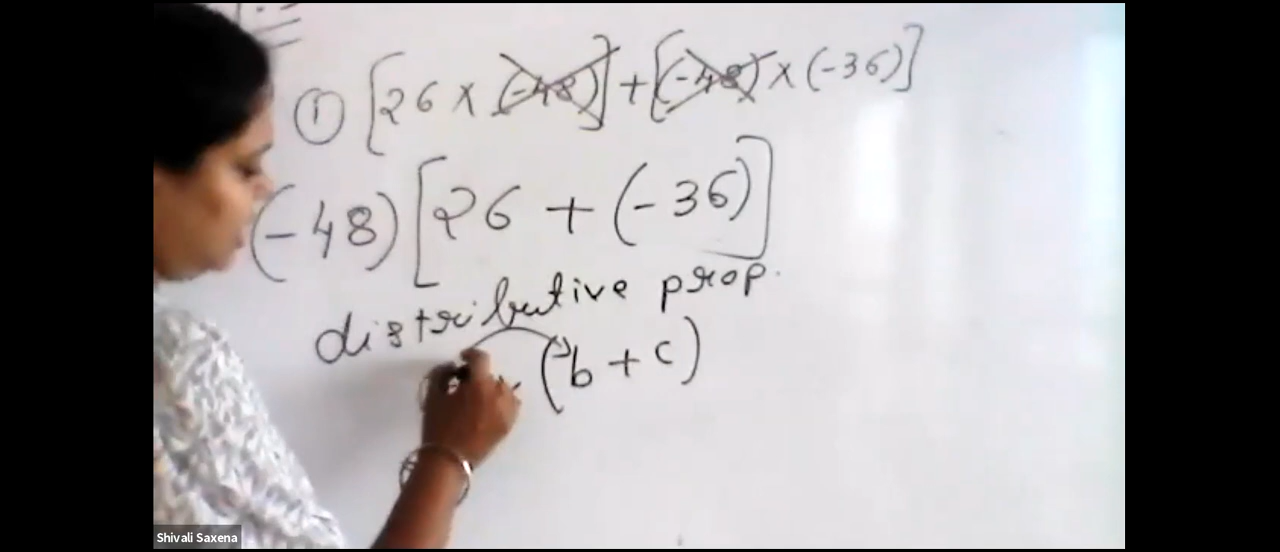 ① [26 × (-48)] + [(-48) × (-36)]
(-48) [26 + (-36)]
distributive prop.
(b + c)
Shivali Saxena